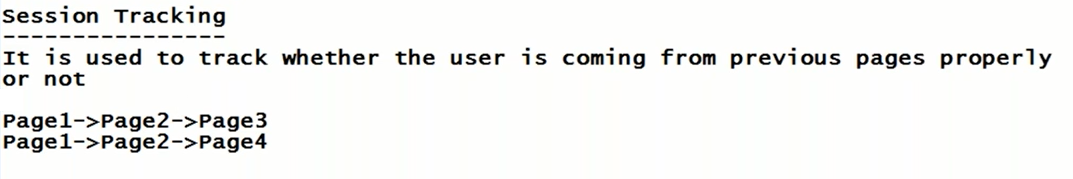 Session Tracking
----------------
It is used to track whether the user is coming from previous pages properly
or not
Page1->Page2->Page3
Page1->Page2->Page4